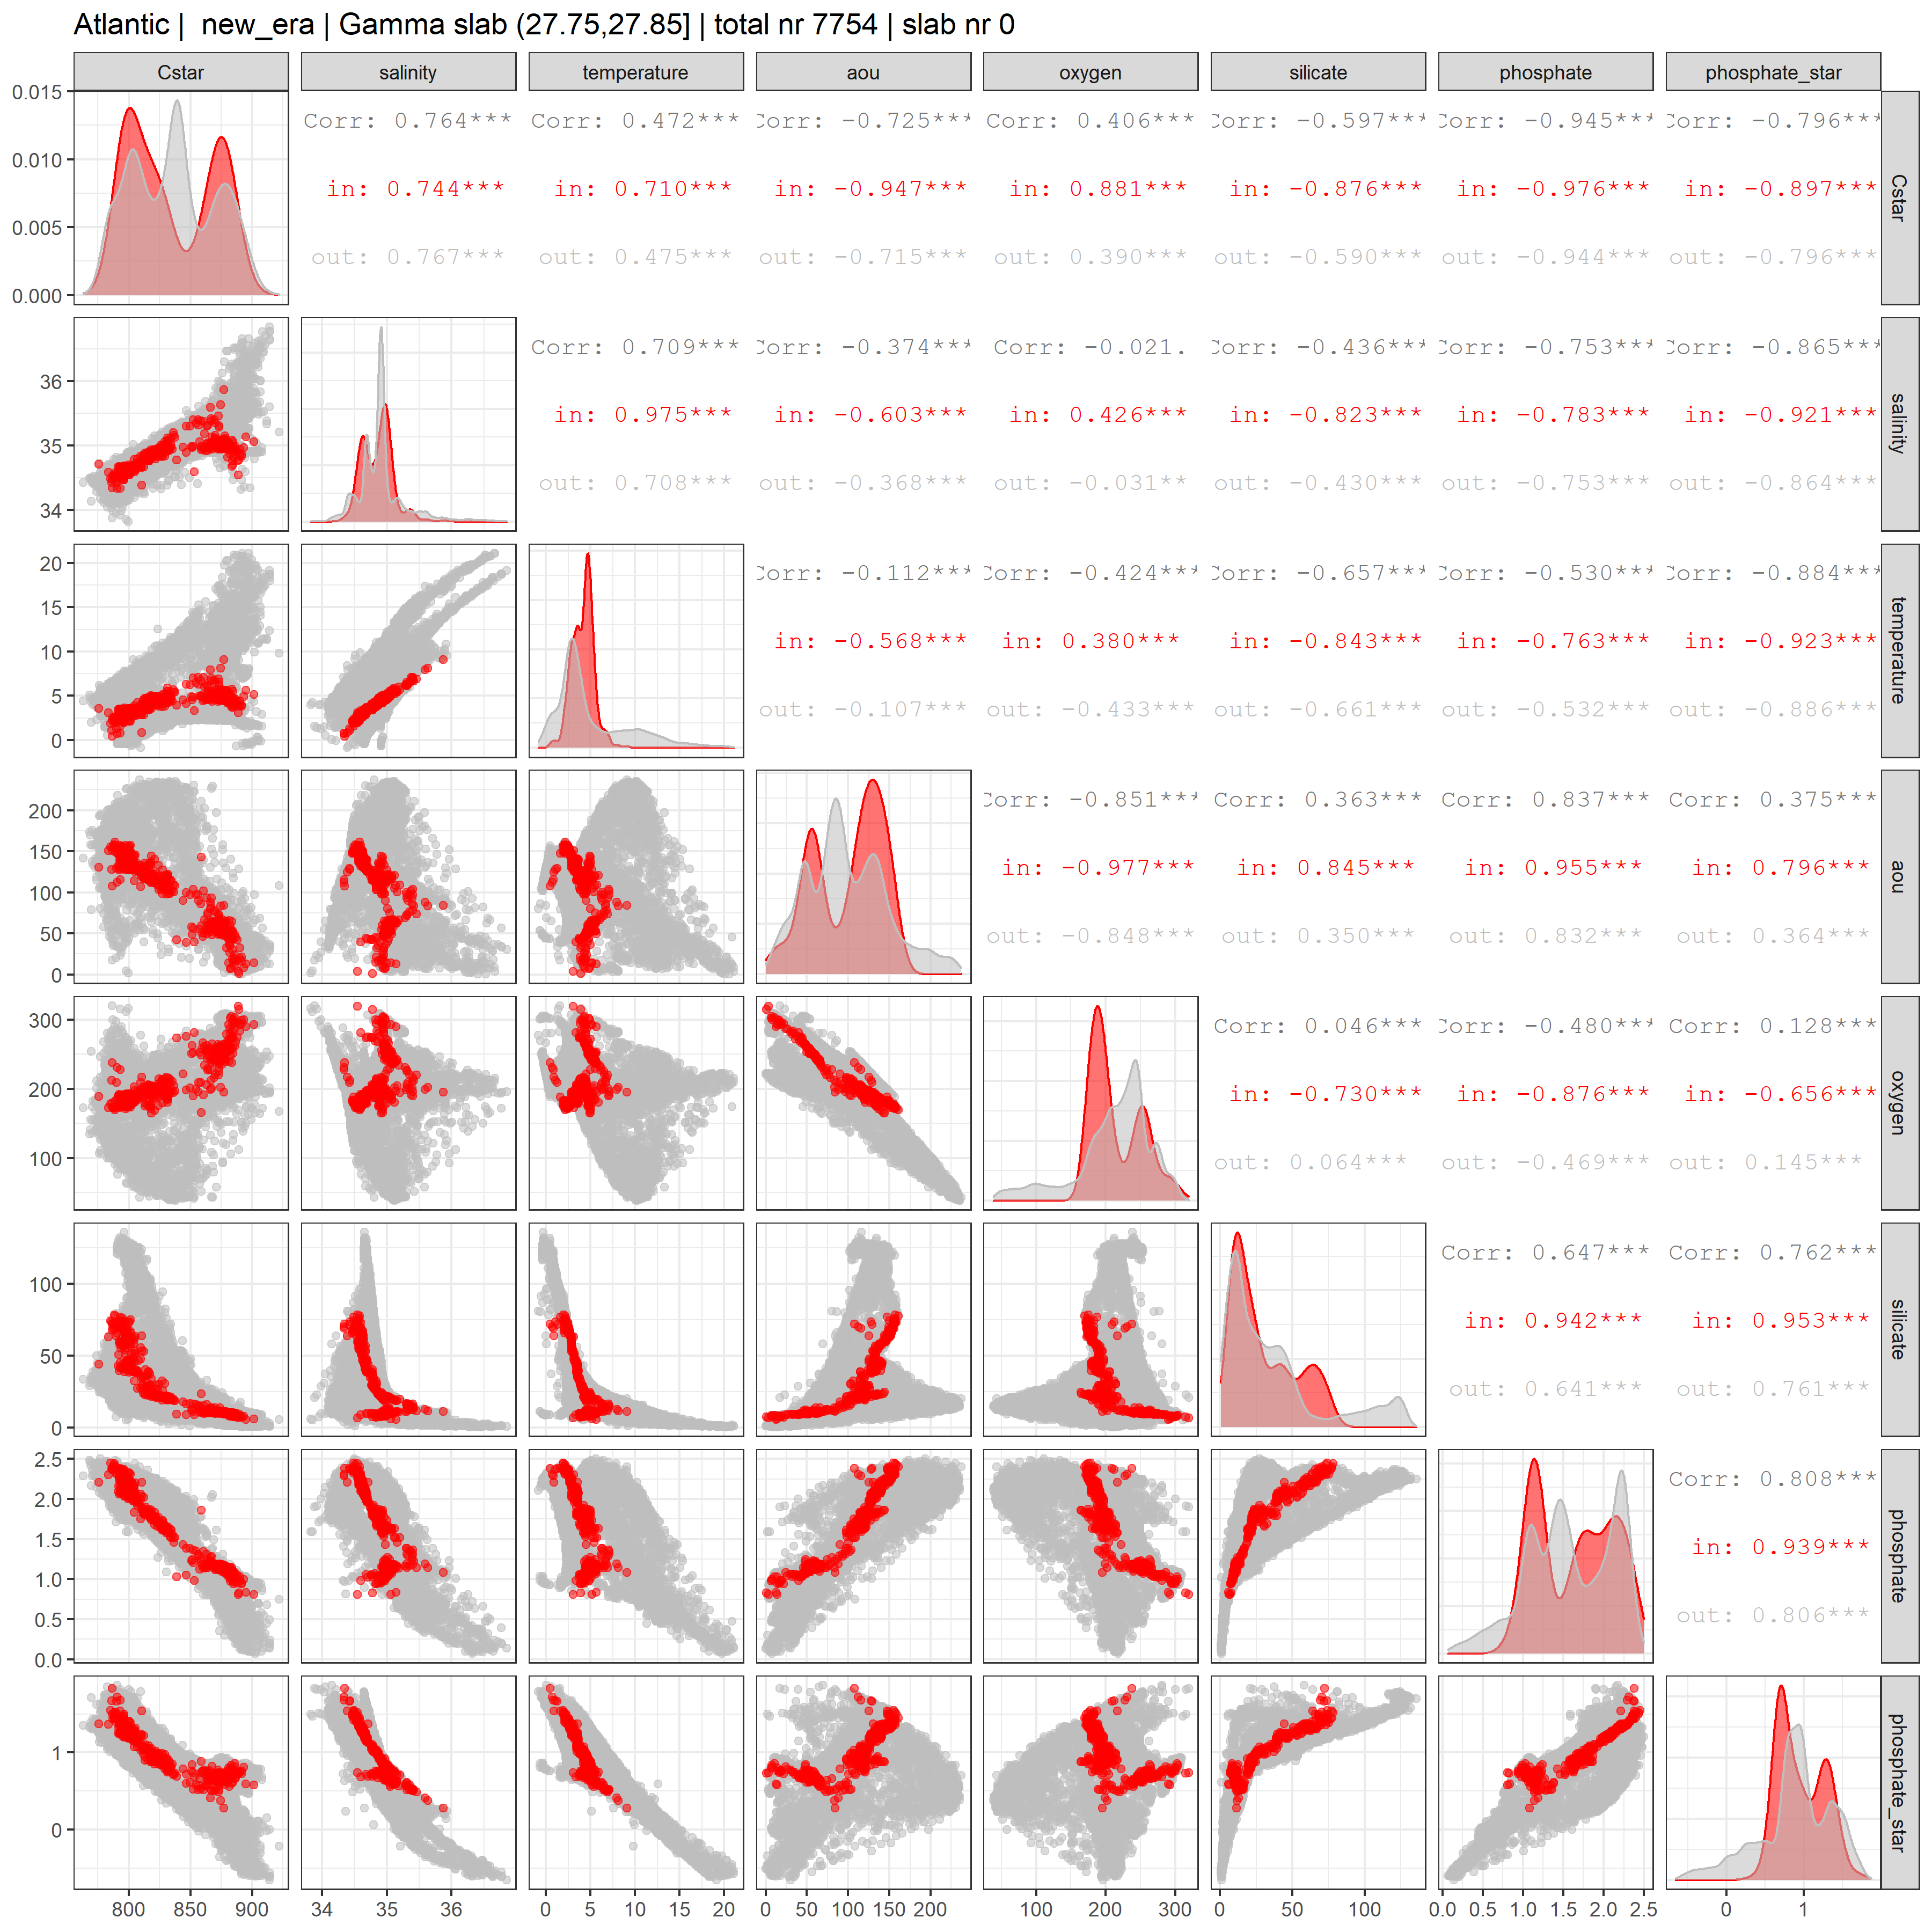 Atlantic |  new_era | Gamma slab (27.75,27.85] | total nr 7754 | slab nr 0
Cstar salinity temperature aou oxygen silicate phosphate phosphate_star
0.015
Corr: 0.764*** Corr: 0.472*** Corr: -0.725*** Corr: 0.406*** Corr: -0.597*** Corr: -0.945*** Corr: -0.796***
0.010
in: 0.744*** in: 0.710*** in: -0.947*** in: 0.881*** in: -0.876*** in: -0.976*** in: -0.897***
Cstar
0.005
out: 0.767*** out: 0.475*** out: -0.715*** out: 0.390*** out: -0.590*** out: -0.944*** out: -0.796***
0.000
Corr: 0.709*** Corr: -0.374*** Corr: -0.021. Corr: -0.436*** Corr: -0.753*** Corr: -0.865***
36
in: 0.975*** in: -0.603*** in: 0.426*** in: -0.823*** in: -0.783*** in: -0.921***
salinity
35
out: 0.708*** out: -0.368*** out: -0.031** out: -0.430*** out: -0.753*** out: -0.864***
34
20
Corr: -0.112*** Corr: -0.424*** Corr: -0.657*** Corr: -0.530*** Corr: -0.884***
15
in: -0.568*** in: 0.380*** in: -0.843*** in: -0.763*** in: -0.923***
temperature
10
5
out: -0.107*** out: -0.433*** out: -0.661*** out: -0.532*** out: -0.886***
0
Corr: -0.851*** Corr: 0.363*** Corr: 0.837*** Corr: 0.375***
200
150
in: -0.977*** in: 0.845*** in: 0.955*** in: 0.796***
aou
100
50
out: -0.848*** out: 0.350*** out: 0.832*** out: 0.364***
0
300
Corr: 0.046*** Corr: -0.480*** Corr: 0.128***
200
in: -0.730*** in: -0.876*** in: -0.656***
oxygen
100
out: 0.064*** out: -0.469*** out: 0.145***
Corr: 0.647*** Corr: 0.762***
100
in: 0.942*** in: 0.953***
silicate
50
out: 0.641*** out: 0.761***
0
2.5
Corr: 0.808***
2.0
1.5
in: 0.939***
phosphate
1.0
0.5
out: 0.806***
0.0
phosphate_star
1
0
800 850 900 34 35 36 0 5 10 15 20 0 50 100 150 200 100 200 300 0 50 100 0.0 0.5 1.0 1.5 2.0 2.5 0 1